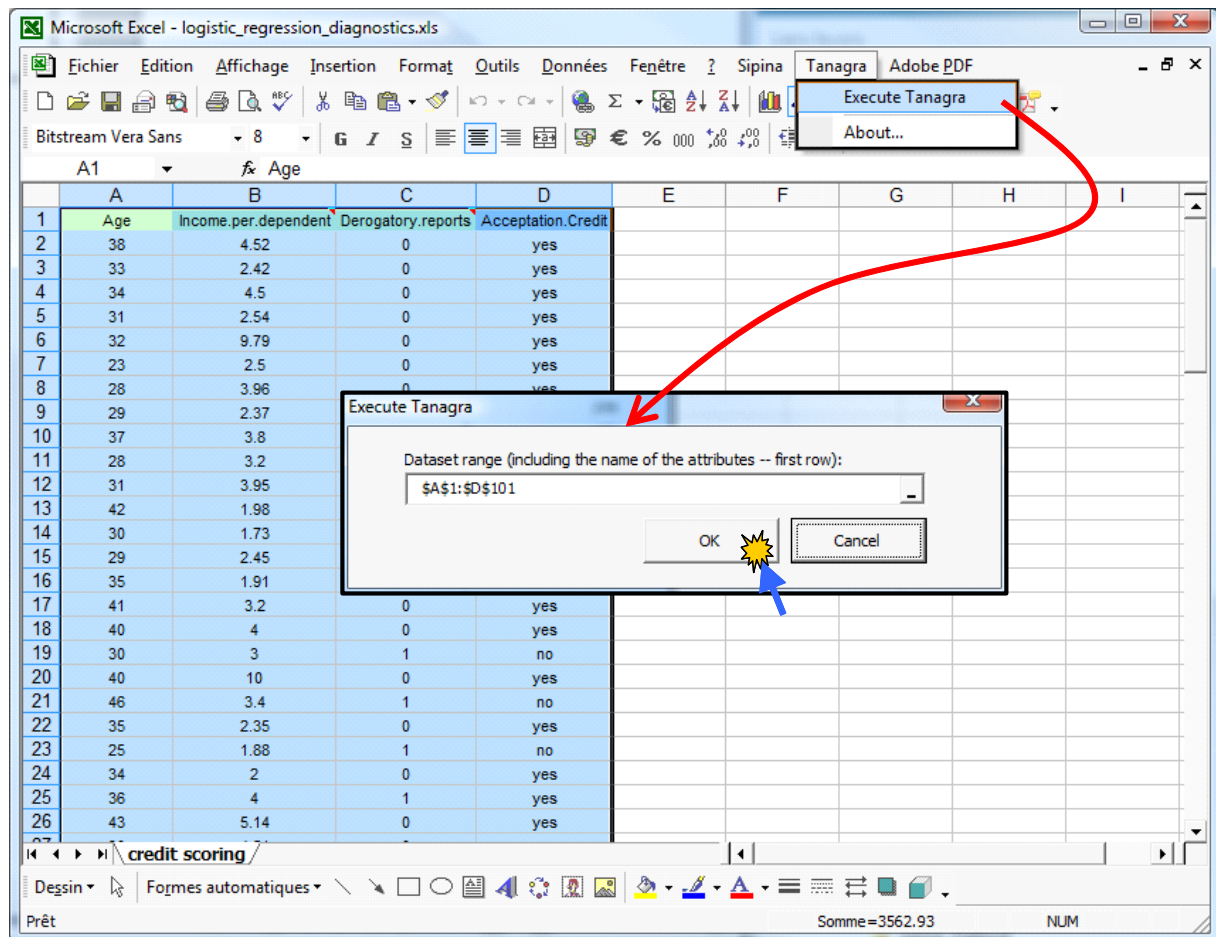 Microsoft Excel - logistic_regression_diagnostics.xls
Fichier Edition Affichage Insertion Format Outils Données Fenêtre ? Sipina Tanagra Adobe PDF
Execute Tanagra
About...
Bitstream Vera Sans 8 G I S € % 000
A1 fx Age
A B C D E F G H I
1 Age Income.per.dependent Derogatory.reports Acceptation.Credit
2 38 4.52 0 yes
3 33 2.42 0 yes
4 34 4.5 0 yes
5 31 2.54 0 yes
6 32 9.79 0 yes
7 23 2.5 0 yes
8 28 3.96 0 yes
9 29 2.37
10 37 3.8
11 28 3.2
12 31 3.95
13 42 1.98
14 30 1.73
15 29 2.45
16 35 1.91
Execute Tanagra
Dataset range (including the name of the attributes -- first row):
$A$1:$D$101
OK Cancel
17 41 3.2 0 yes
18 40 4 0 yes
19 30 3 1 no
20 40 10 0 yes
21 46 3.4 1 no
22 35 2.35 0 yes
23 25 1.88 1 no
24 34 2 0 yes
25 36 4 1 yes
26 43 5.14 0 yes
credit scoring
Dessin Formes automatiques
Prêt Somme=3562.93 NUM